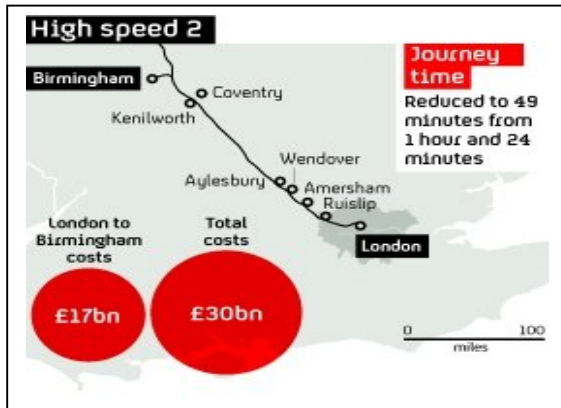 High speed 2
Journey
time
Reduced to 49
minutes from
1 hour and 24
minutes
Birmingham
Coventry
Kenilworth
Wendover
Aylesbury
Amersham
Ruislip
London
London to
Birmingham
costs
£17bn
Total
costs
£30bn
0 100
miles